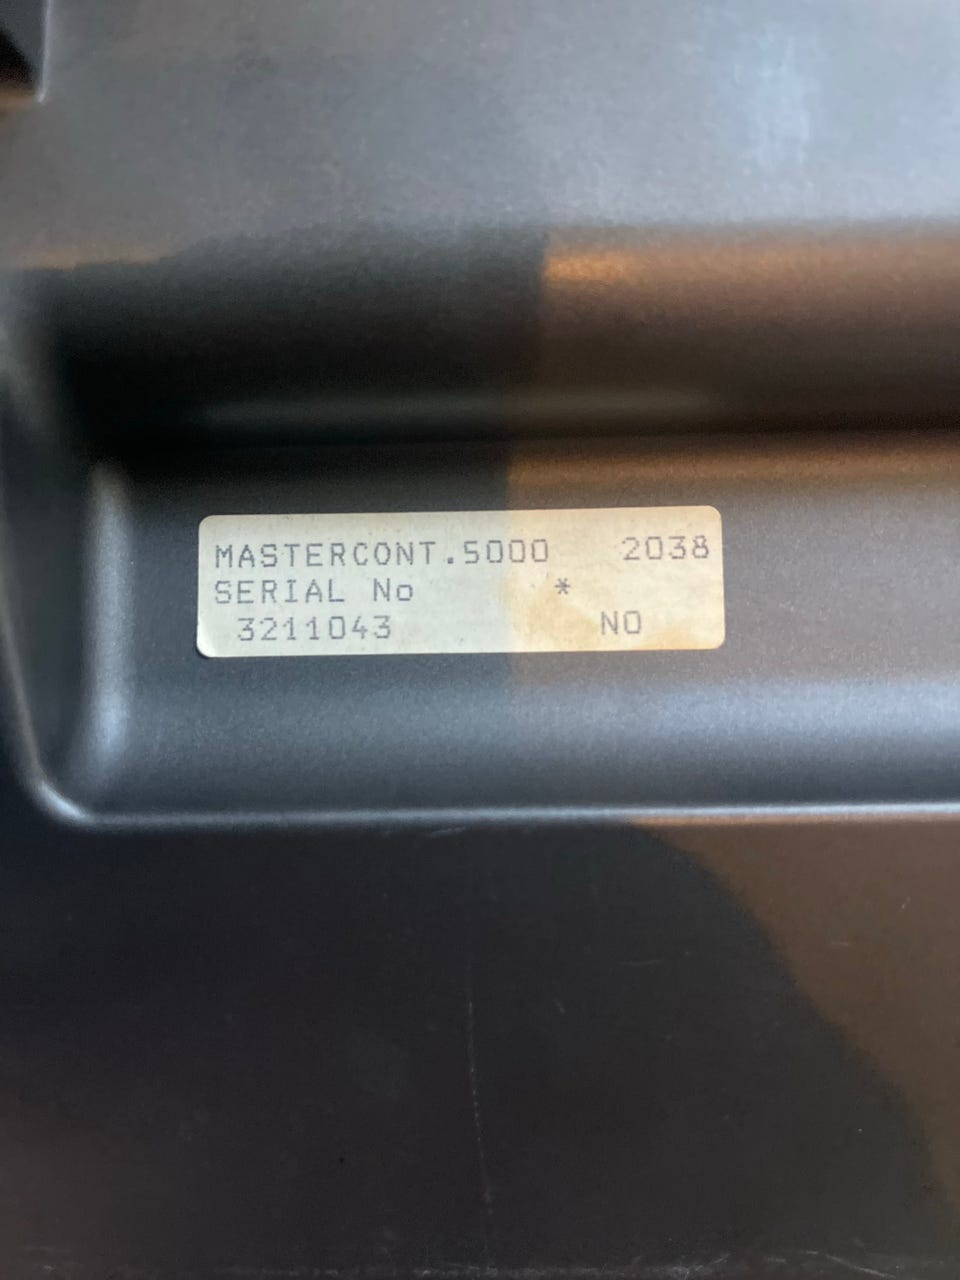 MASTERCONT.5000 2038
SERIAL No *
3211043 NO